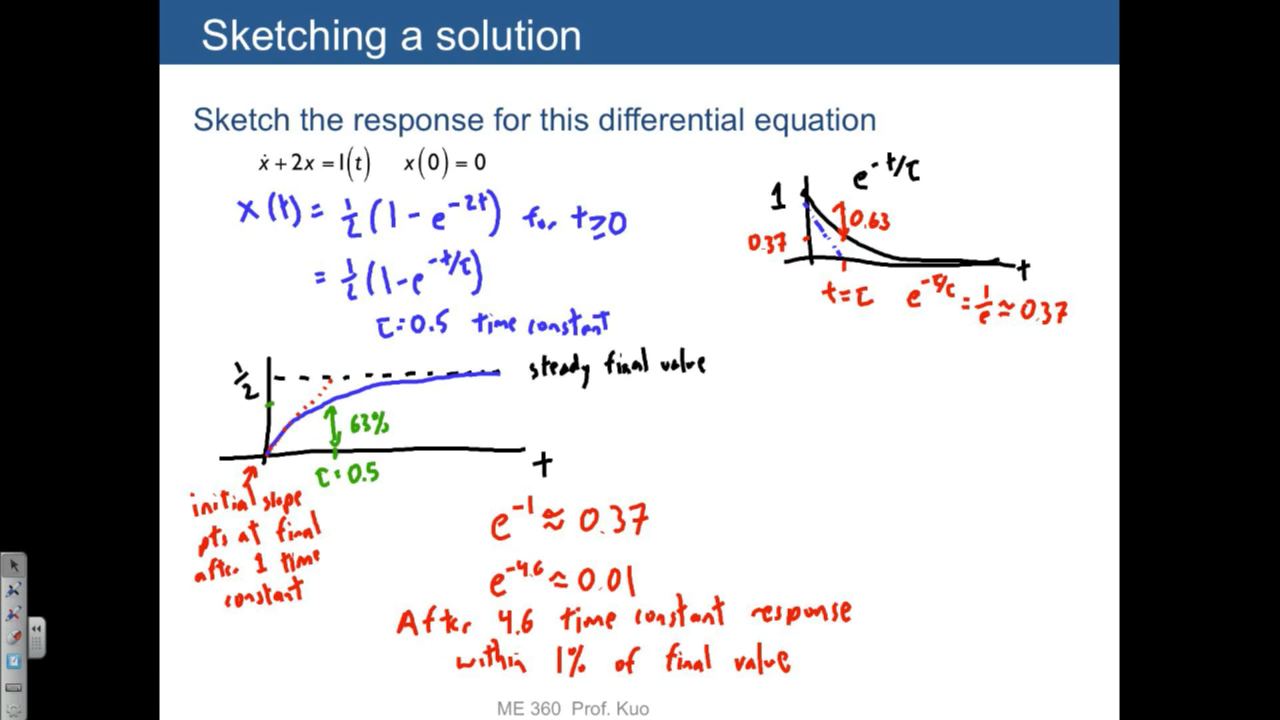 Sketching a solution
Sketch the response for this differential equation
ẋ + 2x = 1(t)   x(0) = 0
x(t) = 1/2 (1 - e^-2t) for t ≥ 0
= 1/2 (1 - e^-t/τ)
τ = 0.5 time constant
e^-t/τ
1
0.63
0.37
t
t = τ
e^-τ/τ = 1/e ≈ 0.37
1/2
steady final value
63%
t
τ = 0.5
initial slope
pts at final
after 1 time
constant
e^-1 ≈ 0.37
e^-4.6 ≈ 0.01
After 4.6 time constant response
within 1% of final value
ME 360 Prof. Kuo